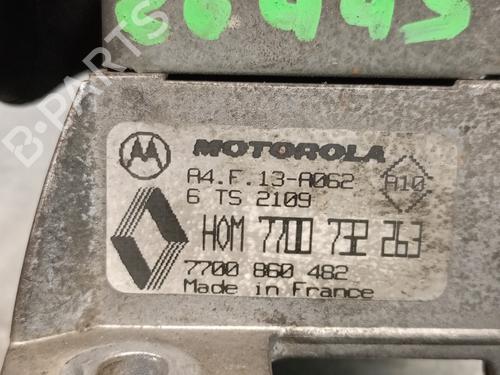 B-PARTS
MOTOROLA
A4.F.13-A062
A10
6 TS 2109
HOM 7700 732 263
7700 860 482
Made in France